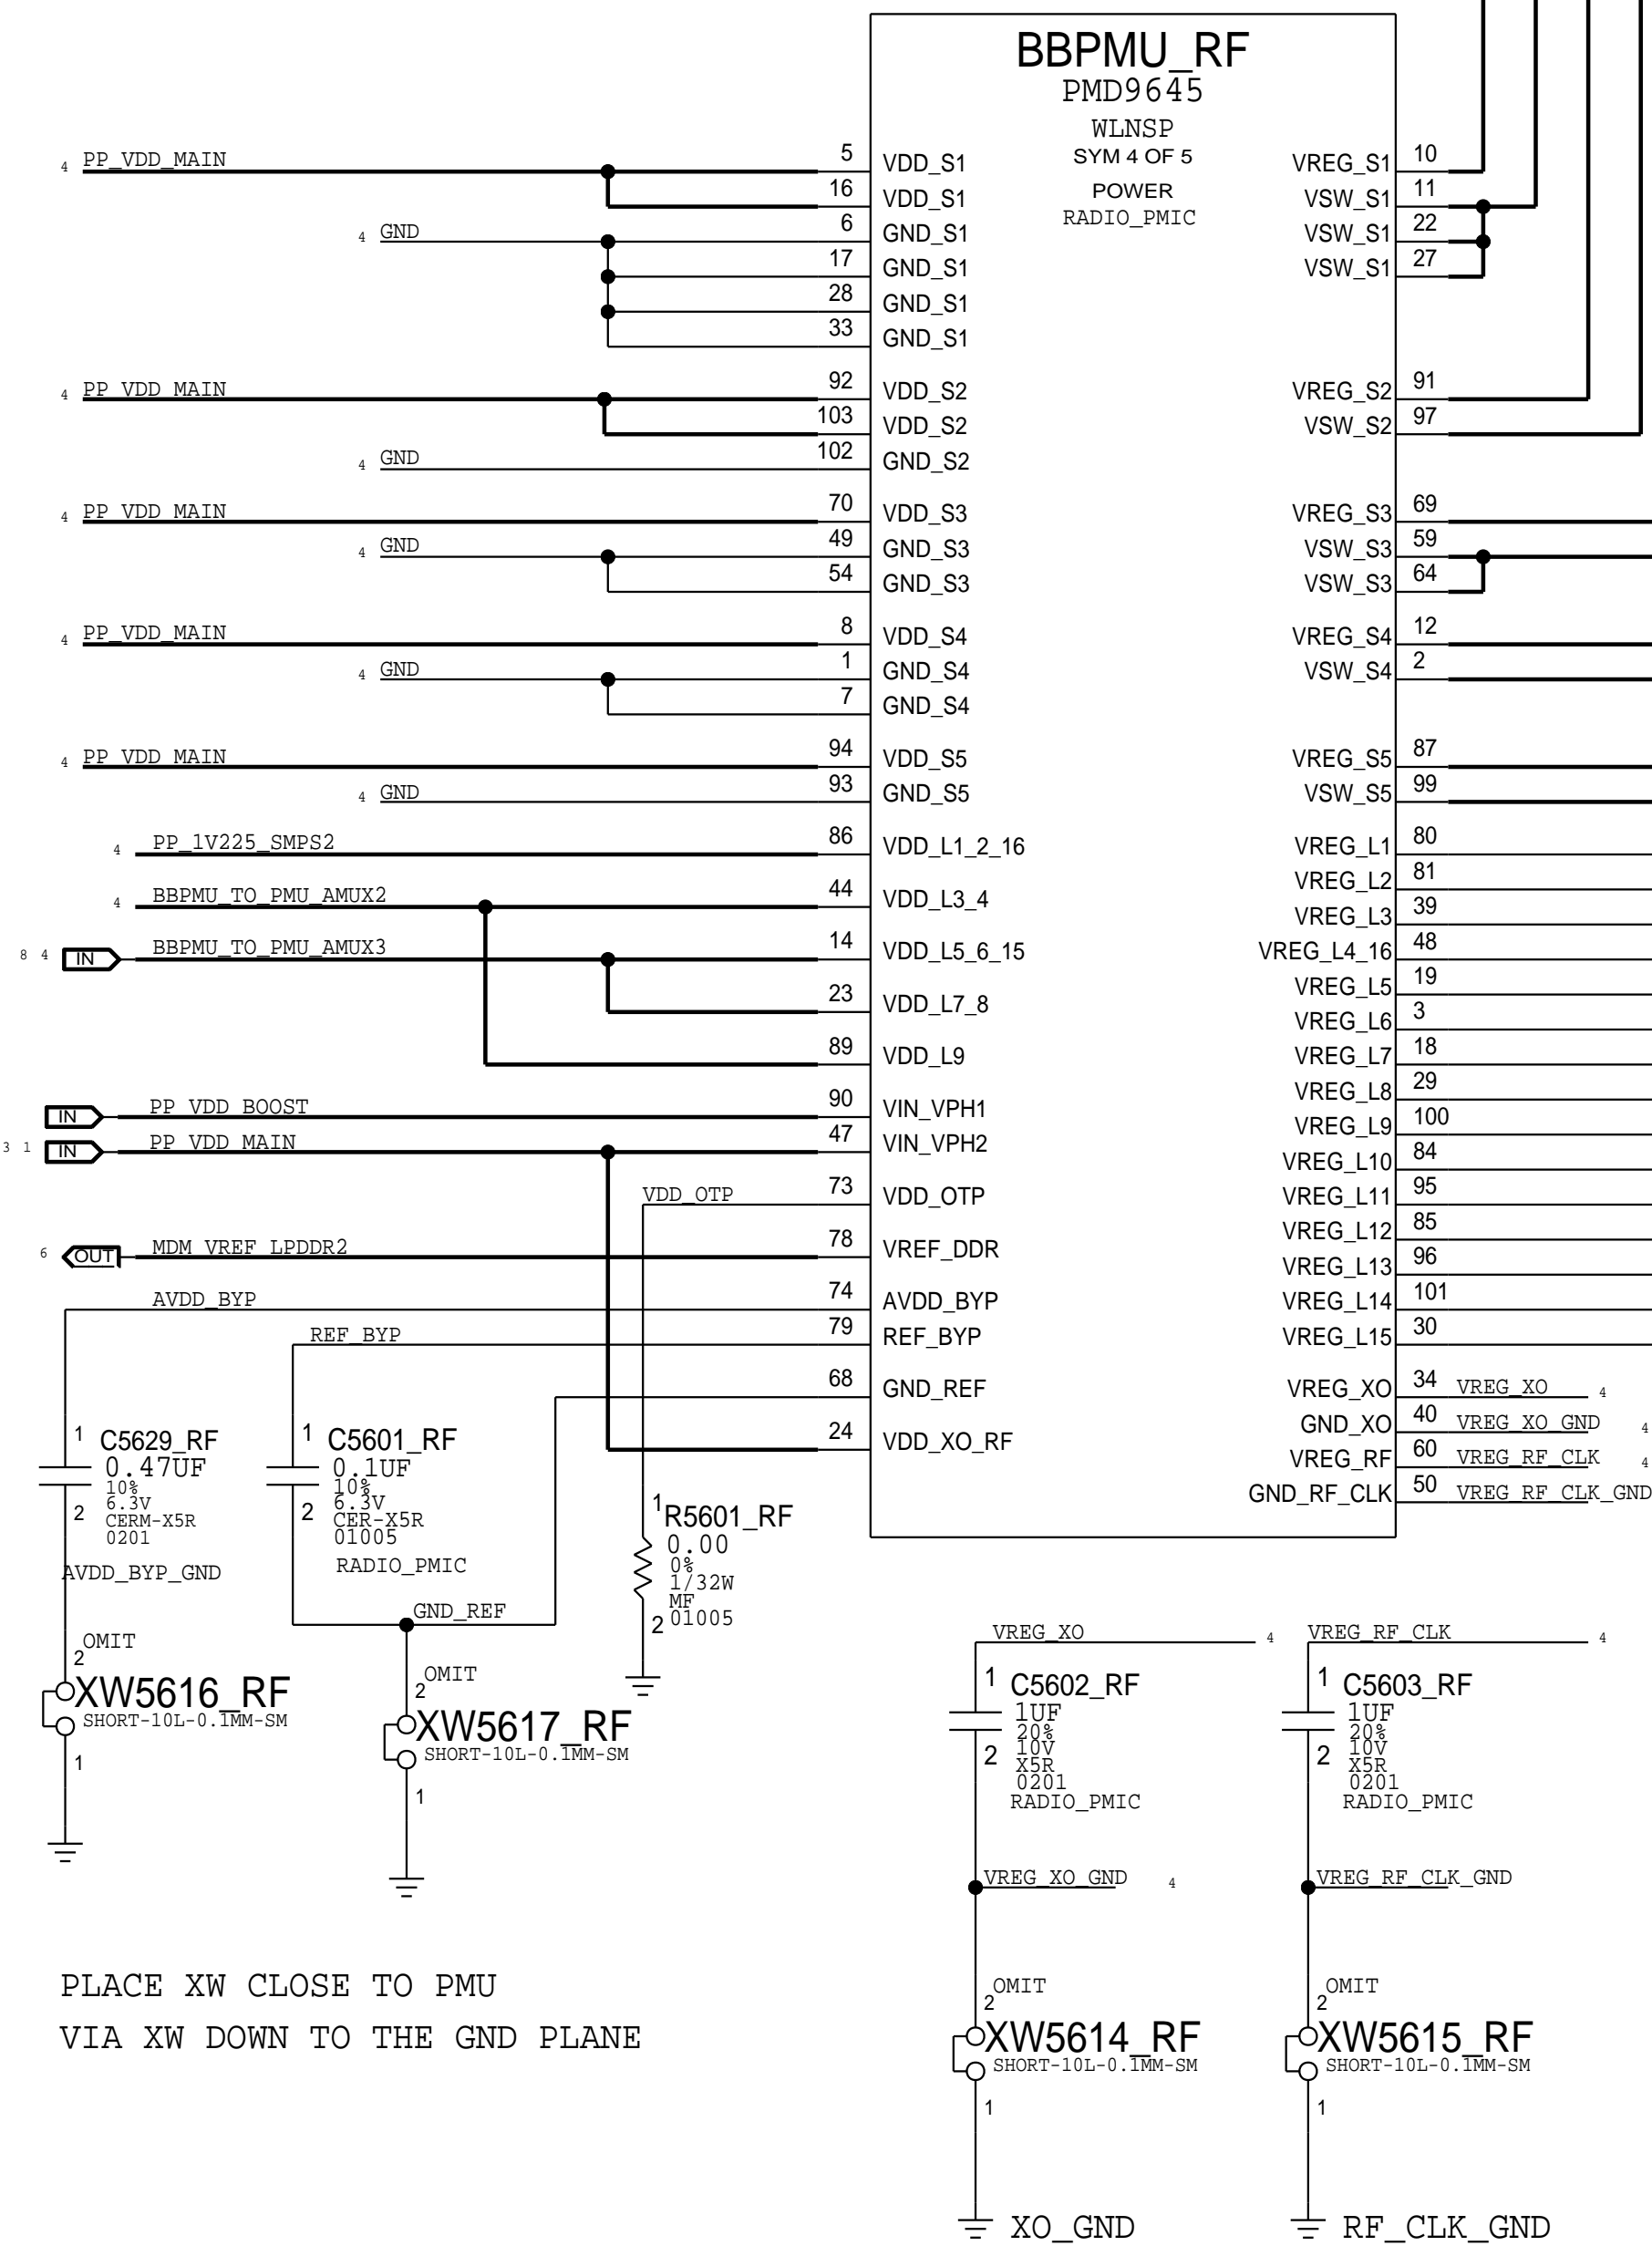 BBPMU_RF
PMD9645
WLNSP
SYM 4 OF 5
POWER
RADIO_PMIC
4 PP_VDD_MAIN 5 VDD_S1 VREG_S1 10
16 VDD_S1 VSW_S1 11
4 GND 6 GND_S1 VSW_S1 22
17 GND_S1 VSW_S1 27
28 GND_S1
33 GND_S1
4 PP_VDD_MAIN 92 VDD_S2 VREG_S2 91
103 VDD_S2 VSW_S2 97
4 GND 102 GND_S2
4 PP_VDD_MAIN 70 VDD_S3 VREG_S3 69
4 GND 49 GND_S3 VSW_S3 59
54 GND_S3 VSW_S3 64
4 PP_VDD_MAIN 8 VDD_S4 VREG_S4 12
4 GND 1 GND_S4 VSW_S4 2
7 GND_S4
4 PP_VDD_MAIN 94 VDD_S5 VREG_S5 87
4 GND 93 GND_S5 VSW_S5 99
4 PP_1V225_SMPS2 86 VDD_L1_2_16 VREG_L1 80
VREG_L2 81
4 BBPMU_TO_PMU_AMUX2 44 VDD_L3_4 VREG_L3 39
8 4 IN BBPMU_TO_PMU_AMUX3 14 VDD_L5_6_15 VREG_L4_16 48
VREG_L5 19
23 VDD_L7_8 VREG_L6 3
89 VDD_L9 VREG_L7 18
VREG_L8 29
IN PP_VDD_BOOST 90 VIN_VPH1 VREG_L9 100
3 1 IN PP_VDD_MAIN 47 VIN_VPH2 VREG_L10 84
VDD_OTP 73 VDD_OTP VREG_L11 95
VREG_L12 85
6 OUT MDM_VREF_LPDDR2 78 VREF_DDR VREG_L13 96
AVDD_BYP 74 AVDD_BYP VREG_L14 101
REF_BYP 79 REF_BYP VREG_L15 30
68 GND_REF VREG_XO 34 VREG_XO 4
GND_XO 40 VREG_XO_GND 4
24 VDD_XO_RF VREG_RF 60 VREG_RF_CLK 4
GND_RF_CLK 50 VREG_RF_CLK_GND
1 C5629_RF
0.47UF
10%
6.3V
2 CERM-X5R
0201
AVDD_BYP_GND
1 C5601_RF
0.1UF
10%
6.3V
2 CER-X5R
01005
RADIO_PMIC
1 R5601_RF
0.00
0%
1/32W
MF
2 01005
GND_REF
OMIT
2
XW5616_RF
SHORT-10L-0.1MM-SM
1
OMIT
2
XW5617_RF
SHORT-10L-0.1MM-SM
1
VREG_XO 4
1 C5602_RF
1UF
20%
2 10V
X5R
0201
RADIO_PMIC
VREG_XO_GND 4
VREG_RF_CLK 4
1 C5603_RF
1UF
20%
2 10V
X5R
0201
RADIO_PMIC
VREG_RF_CLK_GND
PLACE XW CLOSE TO PMU
VIA XW DOWN TO THE GND PLANE
OMIT
2
XW5614_RF
SHORT-10L-0.1MM-SM
1
XO_GND
OMIT
2
XW5615_RF
SHORT-10L-0.1MM-SM
1
RF_CLK_GND